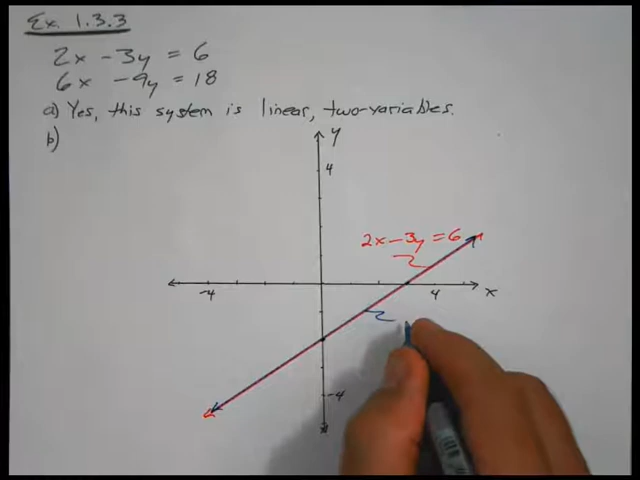 Ex. 1.3.3
2x - 3y = 6
6x - 9y = 18
a) Yes, this system is linear, two-variables.
b)
y
4
2x - 3y = 6
-4
4
x
-4